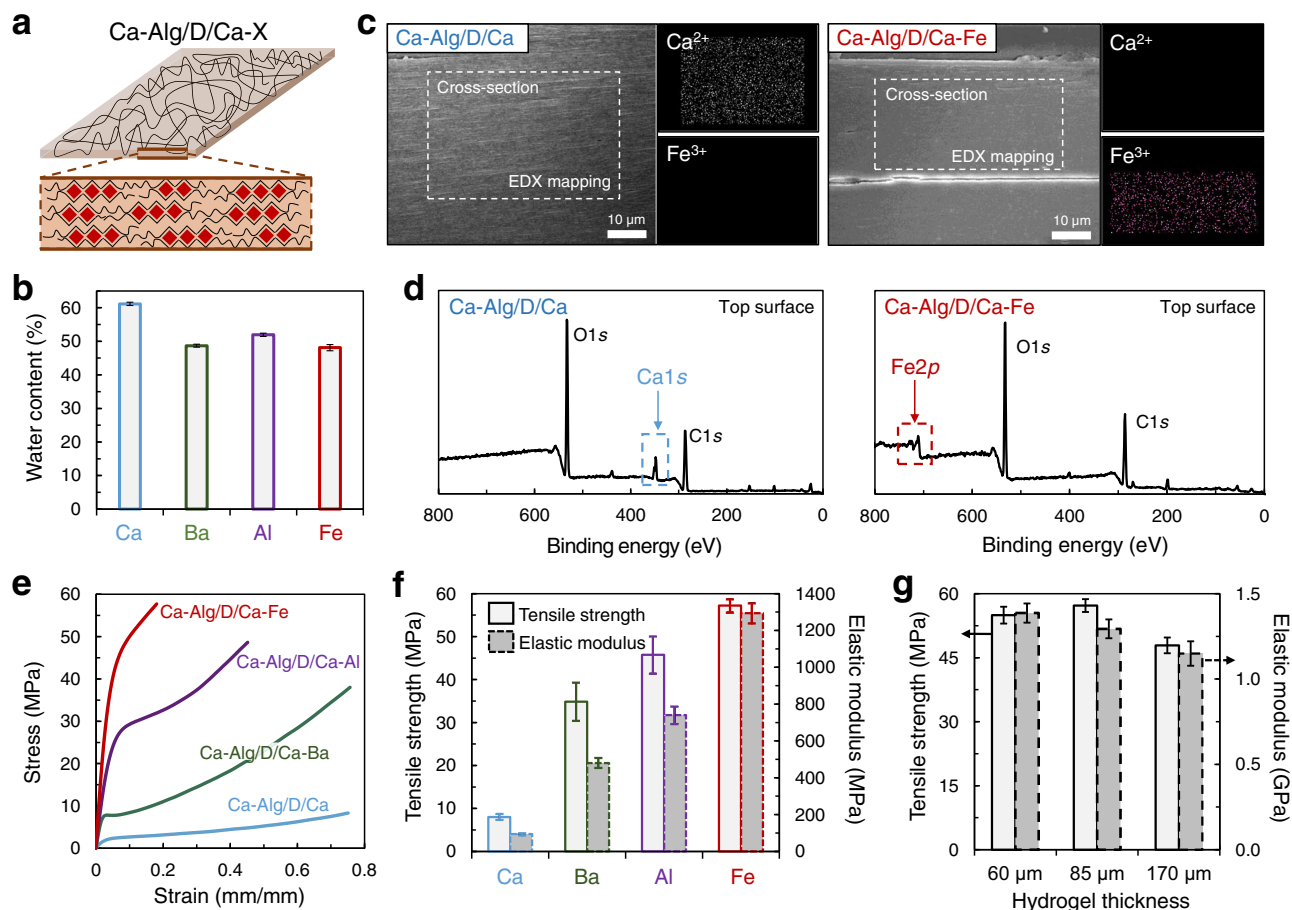 a
Ca-Alg/D/Ca-X
b
Water content (%)
60
50
40
30
20
10
0
Ca Ba Al Fe
c
Ca-Alg/D/Ca
Cross-section
EDX mapping
10 µm
Ca2+
Fe3+
Ca-Alg/D/Ca-Fe
Cross-section
EDX mapping
10 µm
Ca2+
Fe3+
d
Ca-Alg/D/Ca
Top surface
O1s
Ca1s
C1s
800 600 400 200 0
Binding energy (eV)
Ca-Alg/D/Ca-Fe
Top surface
O1s
Fe2p
C1s
800 600 400 200 0
Binding energy (eV)
e
Stress (MPa)
60
50
40
30
20
10
0
Ca-Alg/D/Ca-Fe
Ca-Alg/D/Ca-Al
Ca-Alg/D/Ca-Ba
Ca-Alg/D/Ca
0 0.2 0.4 0.6 0.8
Strain (mm/mm)
f
Tensile strength (MPa)
60
50
40
30
20
10
0
Tensile strength
Elastic modulus
1400
1200
1000
800
600
400
200
0
Elastic modulus (MPa)
Ca Ba Al Fe
g
Tensile strength (MPa)
60
45
30
15
0
1.5
1.0
0.5
0.0
Elastic modulus (GPa)
60 µm 85 µm 170 µm
Hydrogel thickness